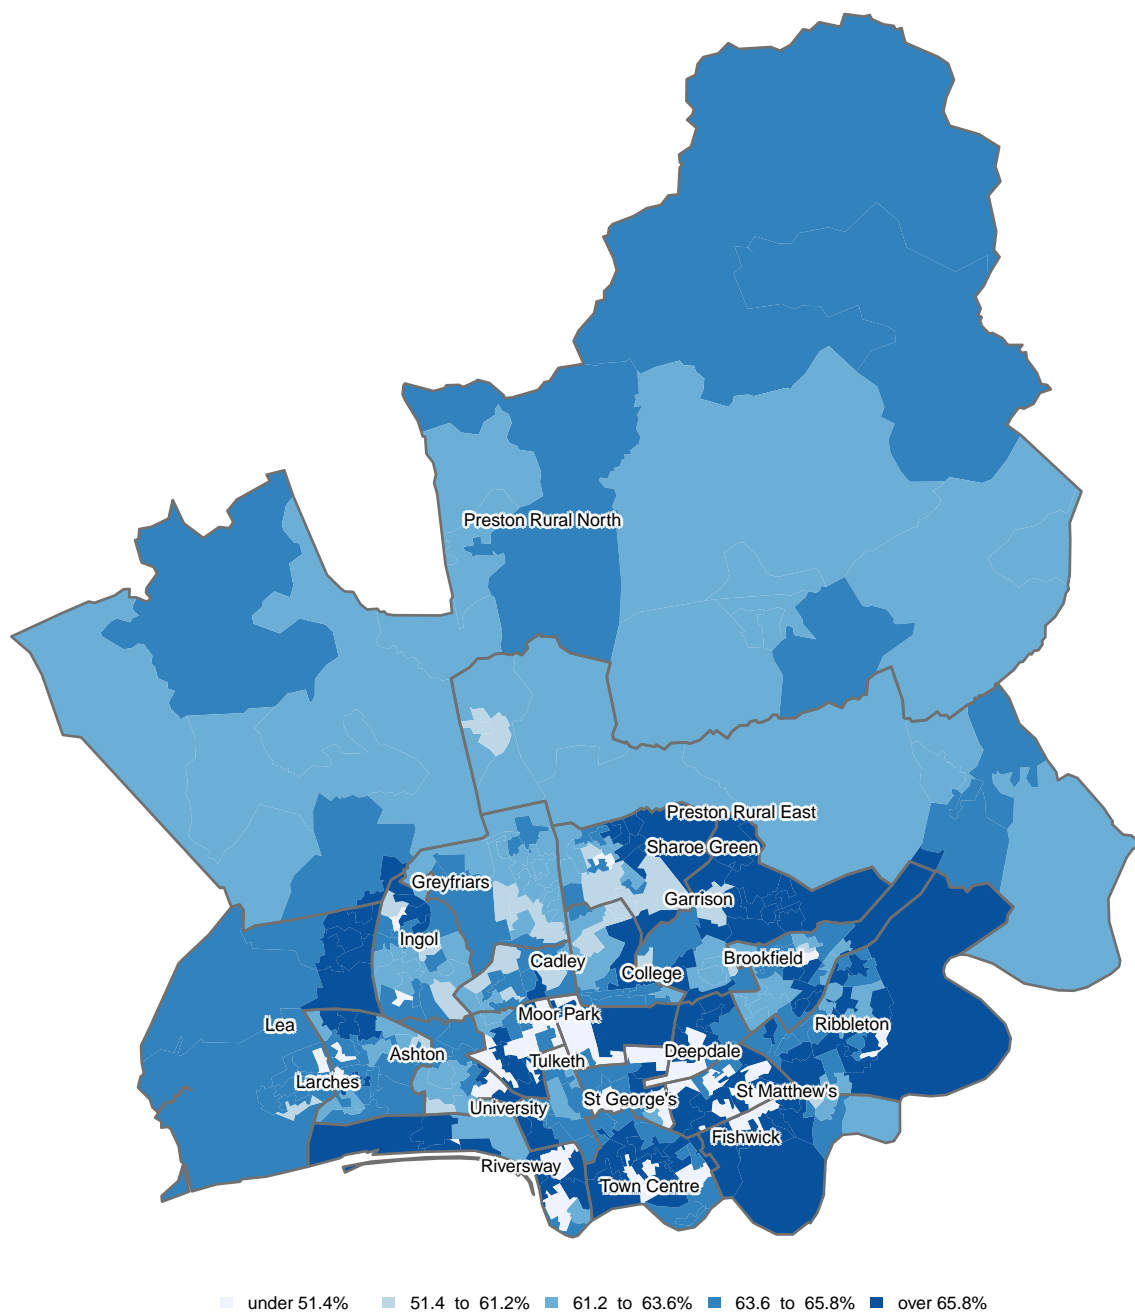 Preston Rural North
Preston Rural East
Sharoe Green
Greyfriars
Garrison
Ingol
Cadley
College
Brookfield
Lea
Moor Park
Ribbleton
Ashton
Tulketh
Deepdale
Larches
University
St George's
St Matthew's
Fishwick
Riversway
Town Centre
under 51.4% 51.4 to 61.2% 61.2 to 63.6% 63.6 to 65.8% over 65.8%